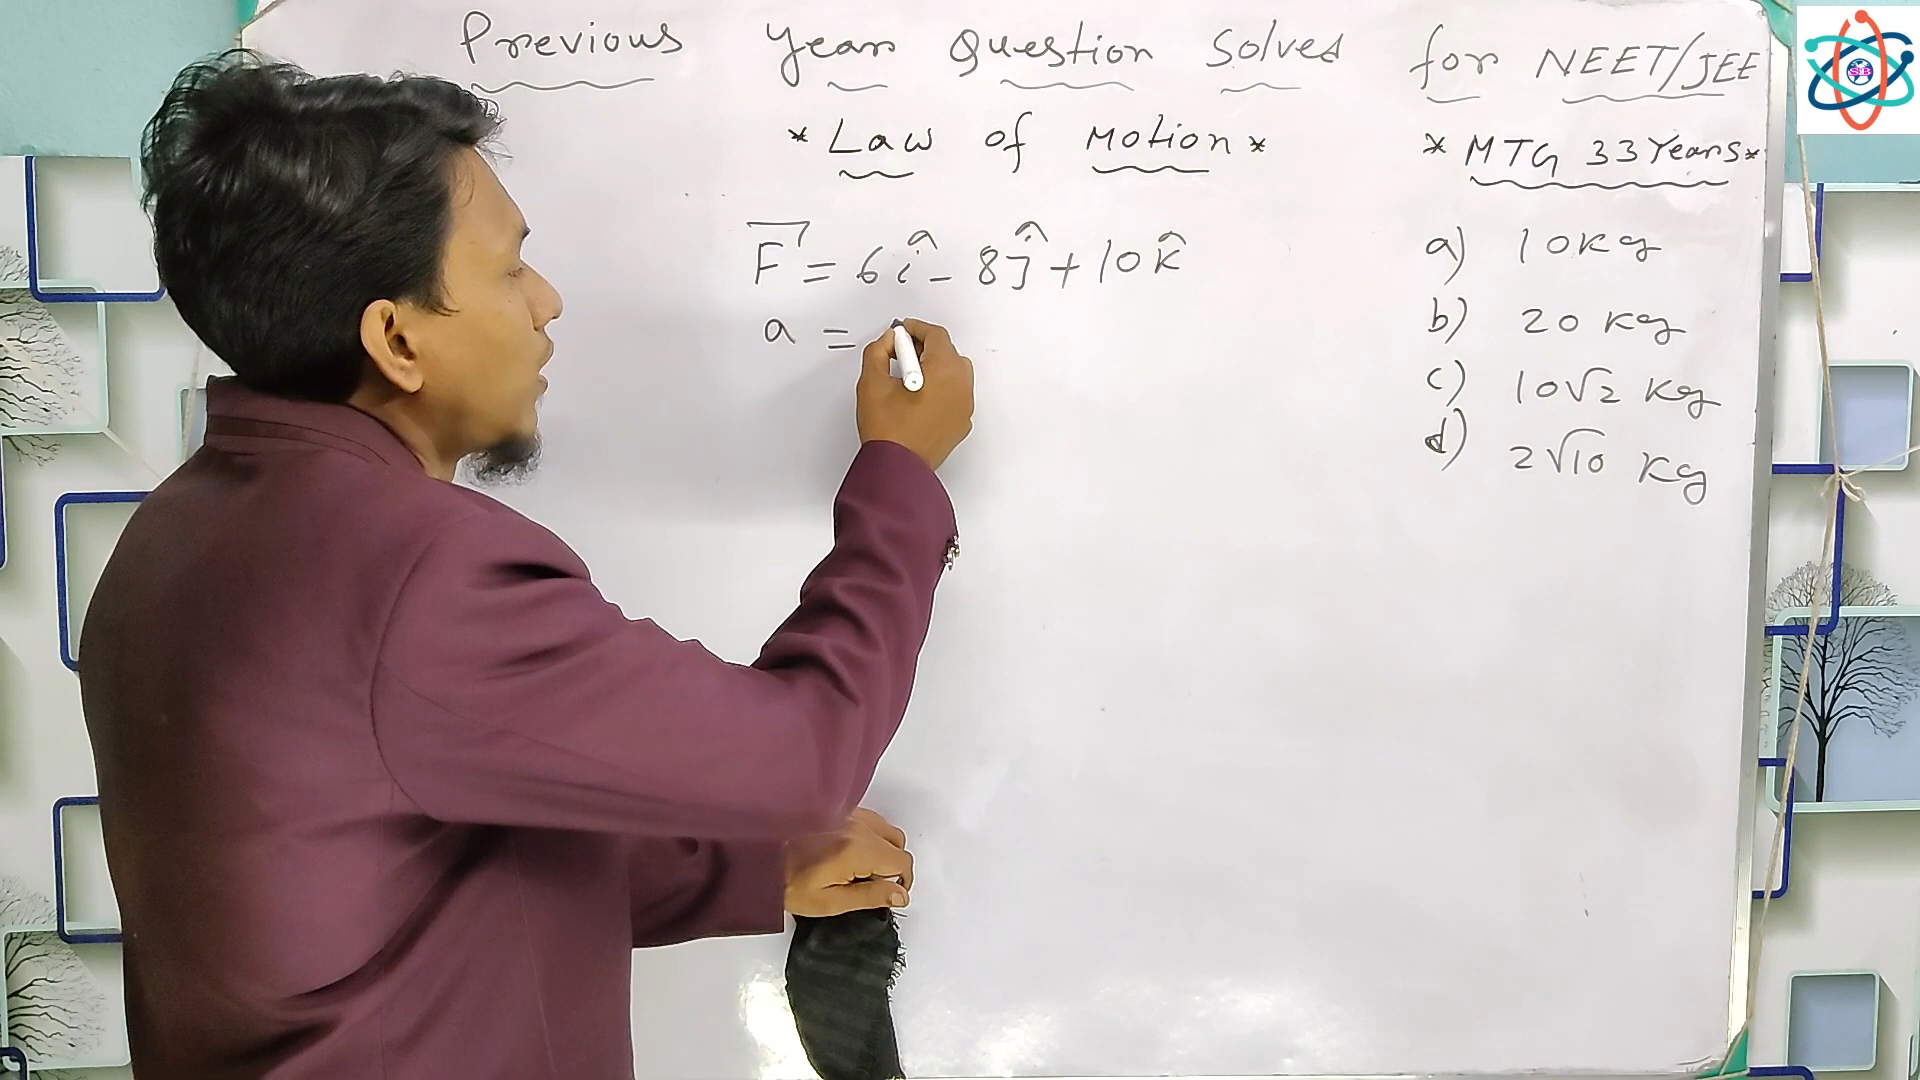 Previous Year Question Solved for NEET/JEE
* Law of Motion *
* MTG 33 Years *
F = 6î - 8ĵ + 10k̂
a =
a) 10 kg
b) 20 kg
c) 10√2 kg
d) 2√10 kg
SB